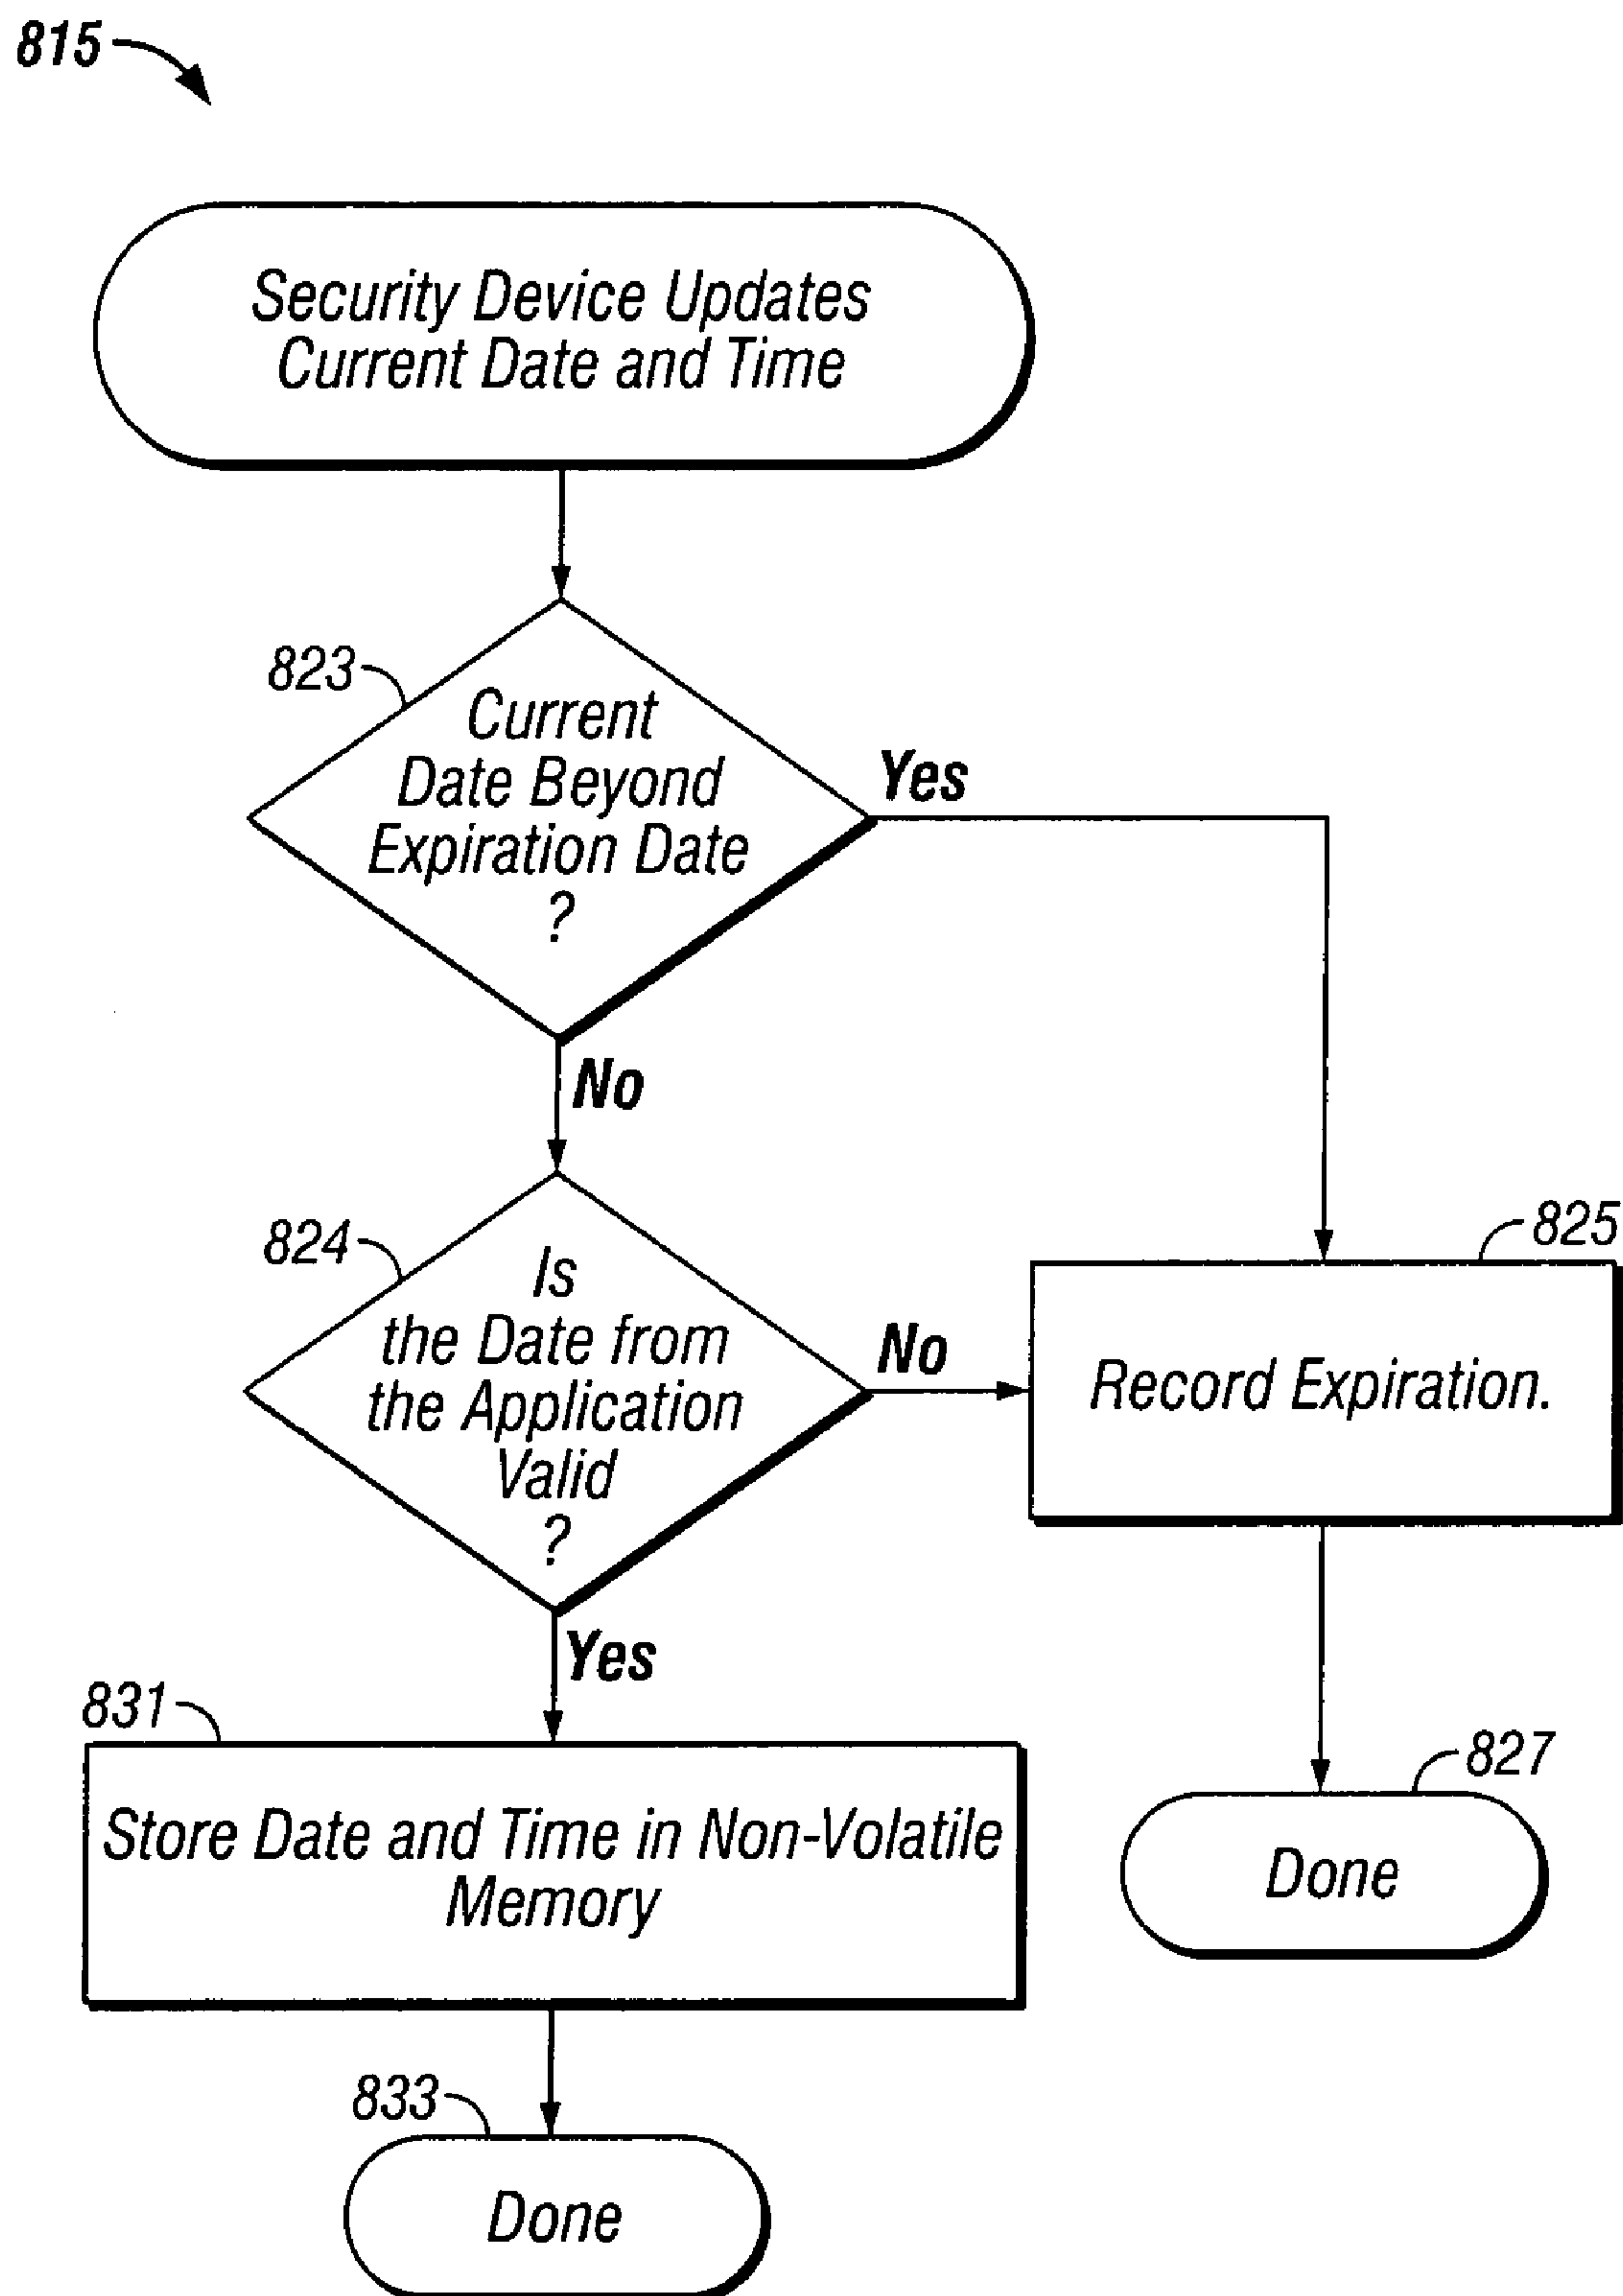 815
Security Device Updates
Current Date and Time
823
Current
Date Beyond
Expiration Date
?
Yes
No
824
Is
the Date from
the Application
Valid
?
No
825
Record Expiration.
Yes
831
Store Date and Time in Non-Volatile
Memory
827
Done
833
Done